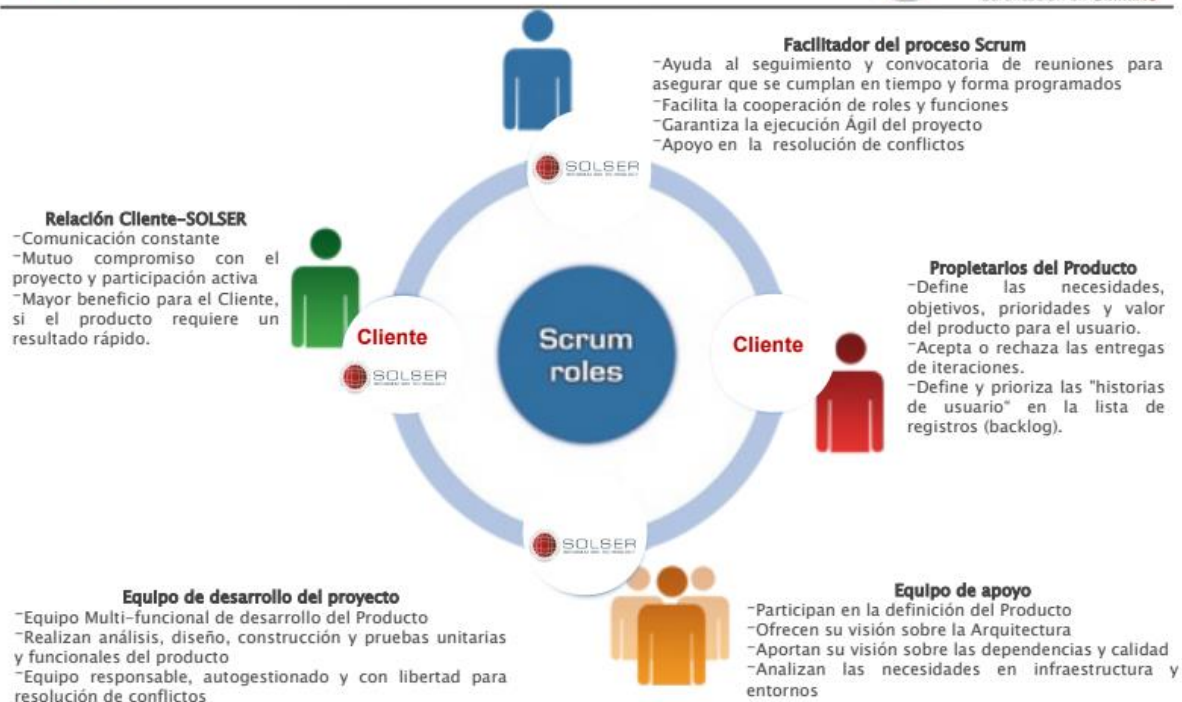 Facilitador del proceso Scrum
-Ayuda al seguimiento y convocatoria de reuniones para
asegurar que se cumplan en tiempo y forma programados
-Facilita la cooperación de roles y funciones
-Garantiza la ejecución Ágil del proyecto
-Apoyo en la resolución de conflictos
SOLSER
Relación Cliente-SOLSER
-Comunicación constante
-Mutuo compromiso con el
proyecto y participación activa
-Mayor beneficio para el Cliente,
si el producto requiere un
resultado rápido.
Cliente
SOLSER
Scrum
roles
Cliente
Propietarios del Producto
-Define las necesidades,
objetivos, prioridades y valor
del producto para el usuario.
-Acepta o rechaza las entregas
de iteraciones.
-Define y prioriza las "historias
de usuario" en la lista de
registros (backlog).
SOLSER
Equipo de desarrollo del proyecto
-Equipo Multi-funcional de desarrollo del Producto
-Realizan análisis, diseño, construcción y pruebas unitarias
y funcionales del producto
-Equipo responsable, autogestionado y con libertad para
resolución de conflictos
Equipo de apoyo
-Participan en la definición del Producto
-Ofrecen su visión sobre la Arquitectura
-Aportan su visión sobre las dependencias y calidad
-Analizan las necesidades en infraestructura y
entornos